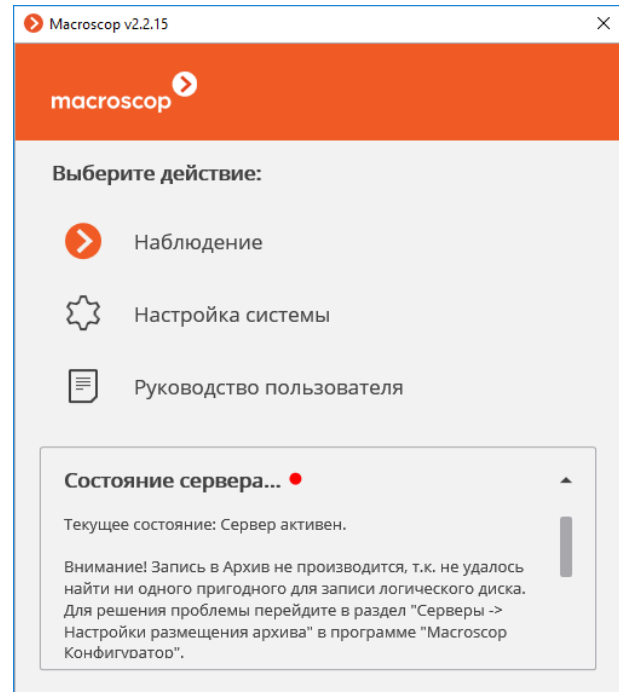 Macroscop v2.2.15
macroscop
Выберите действие:
Наблюдение
Настройка системы
Руководство пользователя
Состояние сервера...
Текущее состояние: Сервер активен.
Внимание! Запись в Архив не производится, т.к. не удалось
найти ни одного пригодного для записи логического диска.
Для решения проблемы перейдите в раздел "Серверы ->
Настройки размещения архива" в программе "Macroscop
Конфигуратор".